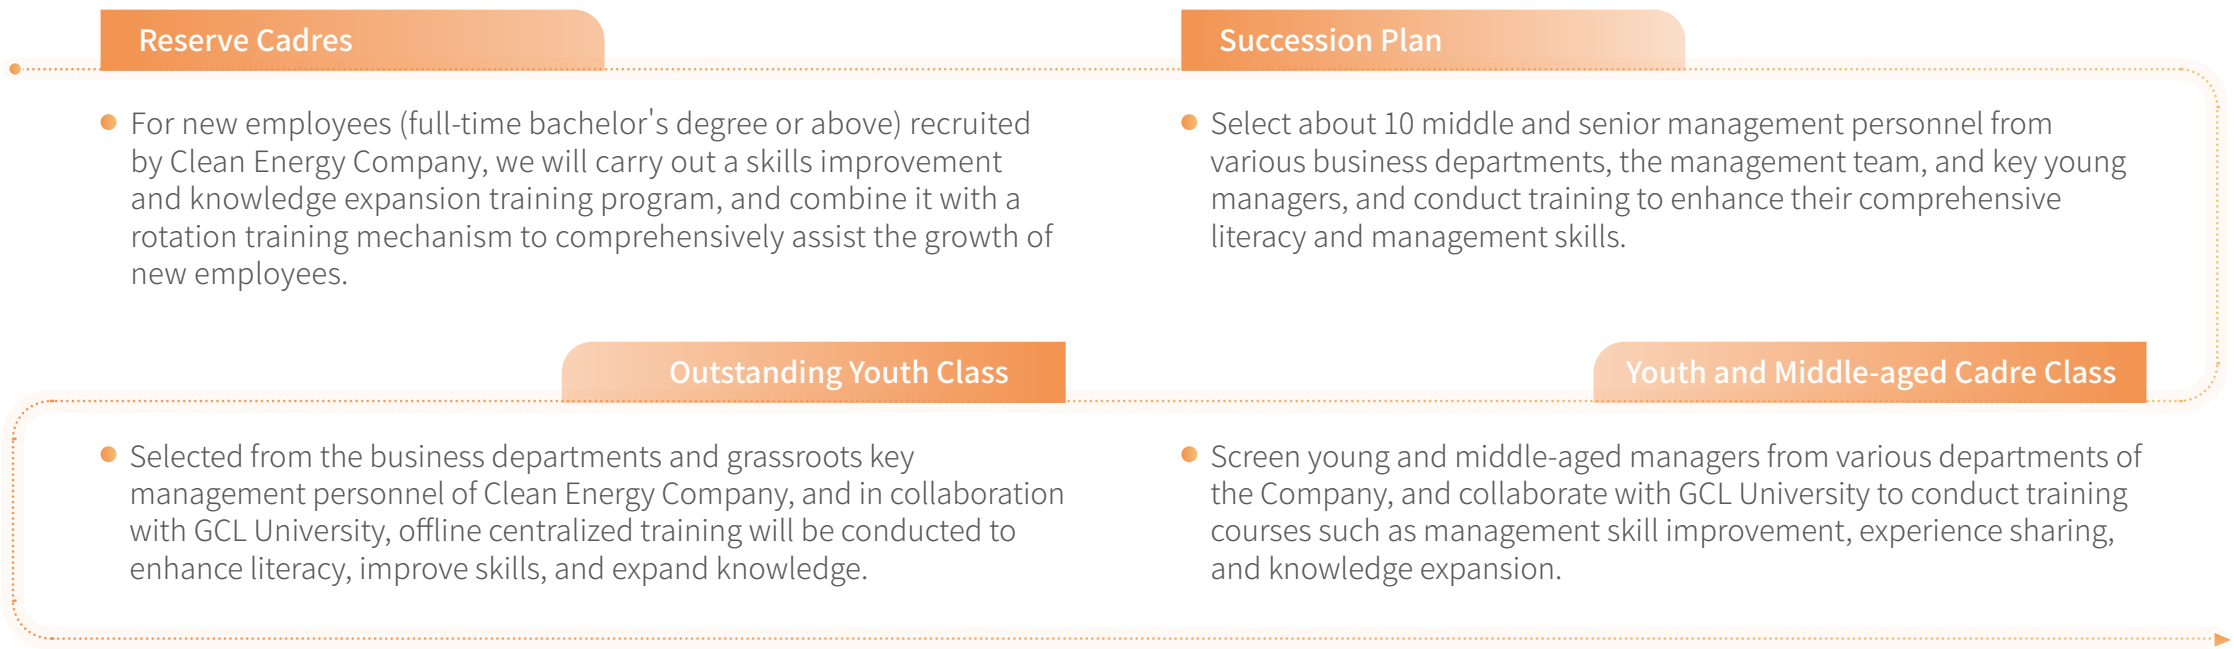 Reserve Cadres
For new employees (full-time bachelor's degree or above) recruited
by Clean Energy Company, we will carry out a skills improvement
and knowledge expansion training program, and combine it with a
rotation training mechanism to comprehensively assist the growth of
new employees.
Succession Plan
Select about 10 middle and senior management personnel from
various business departments, the management team, and key young
managers, and conduct training to enhance their comprehensive
literacy and management skills.
Youth and Middle-aged Cadre Class
Screen young and middle-aged managers from various departments of
the Company, and collaborate with GCL University to conduct training
courses such as management skill improvement, experience sharing,
and knowledge expansion.
Outstanding Youth Class
Selected from the business departments and grassroots key
management personnel of Clean Energy Company, and in collaboration
with GCL University, offline centralized training will be conducted to
enhance literacy, improve skills, and expand knowledge.